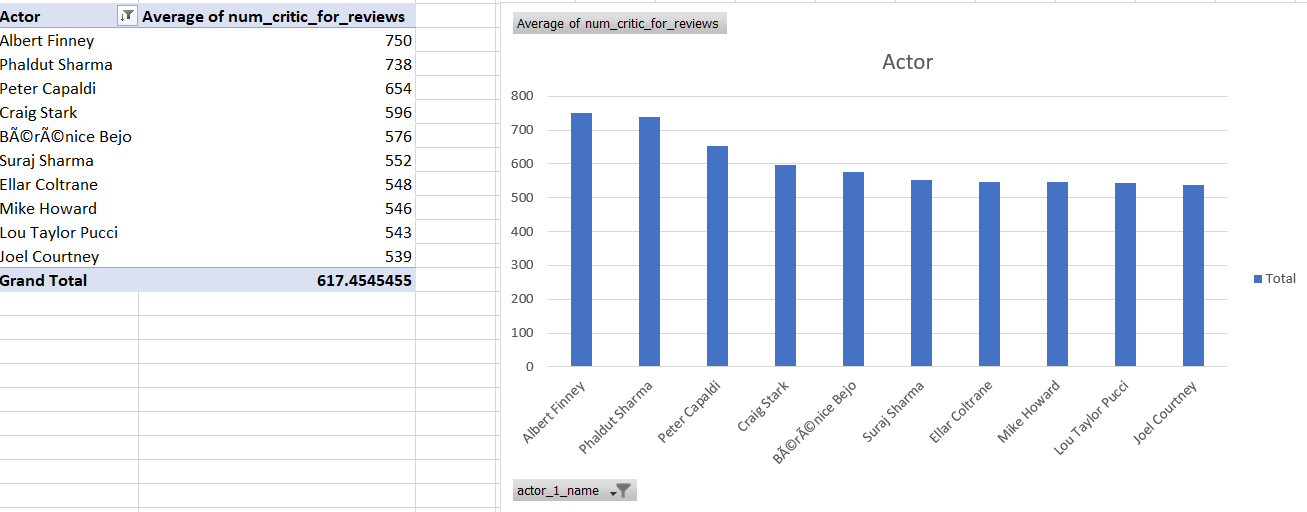 Actor Average of num_critic_for_reviews
Albert Finney 750
Phaldut Sharma 738
Peter Capaldi 654
Craig Stark 596
BÃ©rÃ©nice Bejo 576
Suraj Sharma 552
Ellar Coltrane 548
Mike Howard 546
Lou Taylor Pucci 543
Joel Courtney 539
Grand Total 617.4545455
Average of num_critic_for_reviews
Actor
800
700
600
500
400
300
200
100
0
Albert Finney
Phaldut Sharma
Peter Capaldi
Craig Stark
BÃ©rÃ©nice Bejo
Suraj Sharma
Ellar Coltrane
Mike Howard
Lou Taylor Pucci
Joel Courtney
Total
actor_1_name